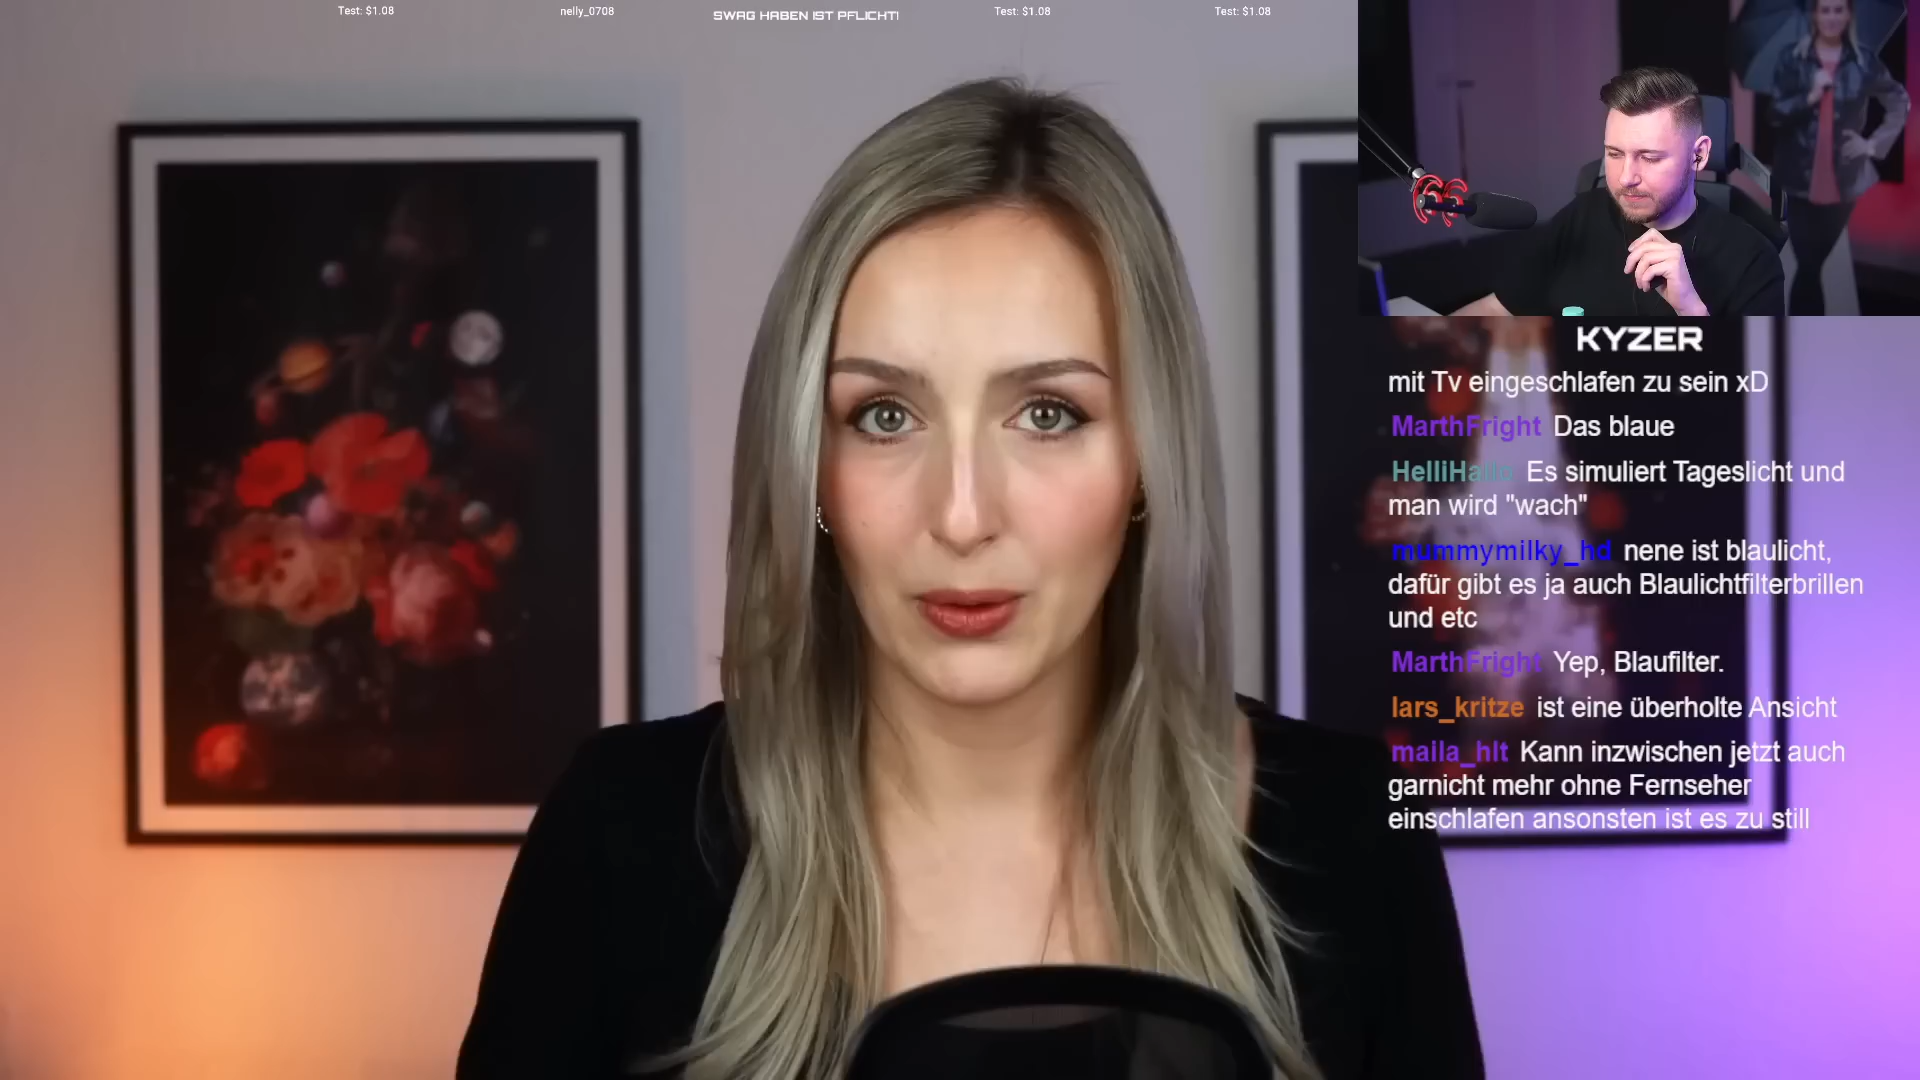 Test: $1.08
nelly_0708
SWAG HABEN IST PFLICHT!
Test: $1.08
Test: $1.08
KYZER
mit Tv eingeschlafen zu sein xD
MarthFright Das blaue
HelliHallo Es simuliert Tageslicht und
man wird "wach"
mummymilky_hd nene ist blaulicht,
dafür gibt es ja auch Blaulichtfilterbrillen
und etc
MarthFright Yep, Blaufilter.
lars_kritze ist eine überholte Ansicht
maila_hlt Kann inzwischen jetzt auch
garnicht mehr ohne Fernseher
einschlafen ansonsten ist es zu still